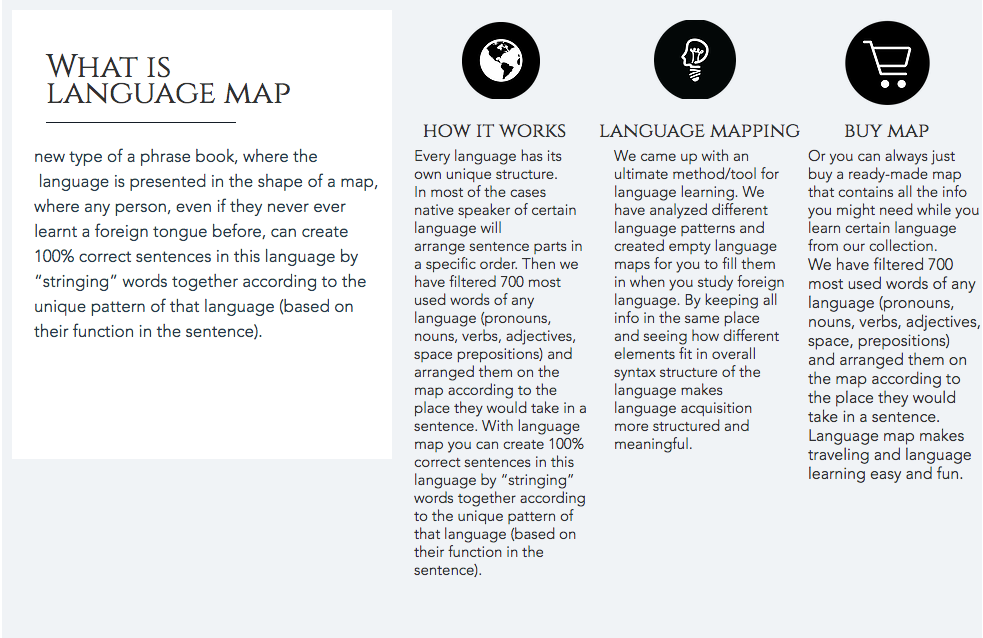 WHAT IS
LANGUAGE MAP
new type of a phrase book, where the
language is presented in the shape of a map,
where any person, even if they never ever
learnt a foreign tongue before, can create
100% correct sentences in this language by
“stringing” words together according to the
unique pattern of that language (based on
their function in the sentence).
HOW IT WORKS
Every language has its
own unique structure.
In most of the cases
native speaker of certain
language will
arrange sentence parts in
a specific order. Then we
have filtered 700 most
used words of any
language (pronouns,
nouns, verbs, adjectives,
space prepositions) and
arranged them on the
map according to the
place they would take in a
sentence. With language
map you can create 100%
correct sentences in this
language by “stringing”
words together according
to the unique pattern of
that language (based on
their function in the
sentence).
LANGUAGE MAPPING
We came up with an
ultimate method/tool for
language learning. We
have analyzed different
language patterns and
created empty language
maps for you to fill them
in when you study foreign
language. By keeping all
info in the same place
and seeing how different
elements fit in overall
syntax structure of the
language makes
language acquisition
more structured and
meaningful.
BUY MAP
Or you can always just
buy a ready-made map
that contains all the info
you might need while you
learn certain language
from our collection.
We have filtered 700
most used words of any
language (pronouns,
nouns, verbs, adjectives,
space, prepositions)
and arranged them on
the map according to
the place they would
take in a sentence.
Language map makes
traveling and language
learning easy and fun.